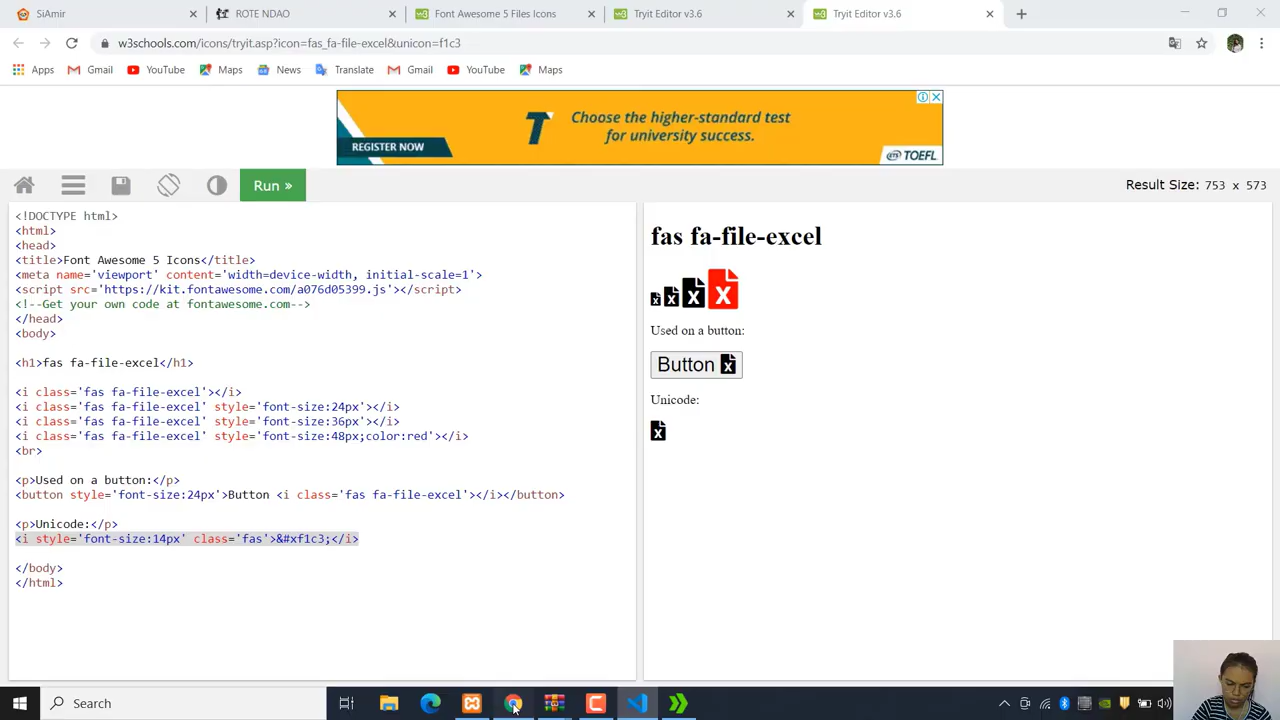 SiAmir
ROTE NDAO
Font Awesome 5 Files Icons
Tryit Editor v3.6
Tryit Editor v3.6
w3schools.com/icons/tryit.asp?icon=fas_fa-file-excel&unicon=f1c3
Apps Gmail YouTube Maps News Translate Gmail YouTube Maps
Choose the higher-standard test
for university success.
REGISTER NOW
ets TOEFL
Run »
Result Size: 753 x 573
<!DOCTYPE html>
<html>
<head>
<title>Font Awesome 5 Icons</title>
<meta name='viewport' content='width=device-width, initial-scale=1'>
<script src='https://kit.fontawesome.com/a076d05399.js'></script>
<!--Get your own code at fontawesome.com-->
</head>
<body>
<h1>fas fa-file-excel</h1>
<i class='fas fa-file-excel'></i>
<i class='fas fa-file-excel' style='font-size:24px'></i>
<i class='fas fa-file-excel' style='font-size:36px'></i>
<i class='fas fa-file-excel' style='font-size:48px;color:red'></i>
<br>
<p>Used on a button:</p>
<button style='font-size:24px'>Button <i class='fas fa-file-excel'></i></button>
<p>Unicode:</p>
<i style='font-size:14px' class='fas'>&#xf1c3;</i>
</body>
</html>
fas fa-file-excel
Used on a button:
Button
Unicode:
Search